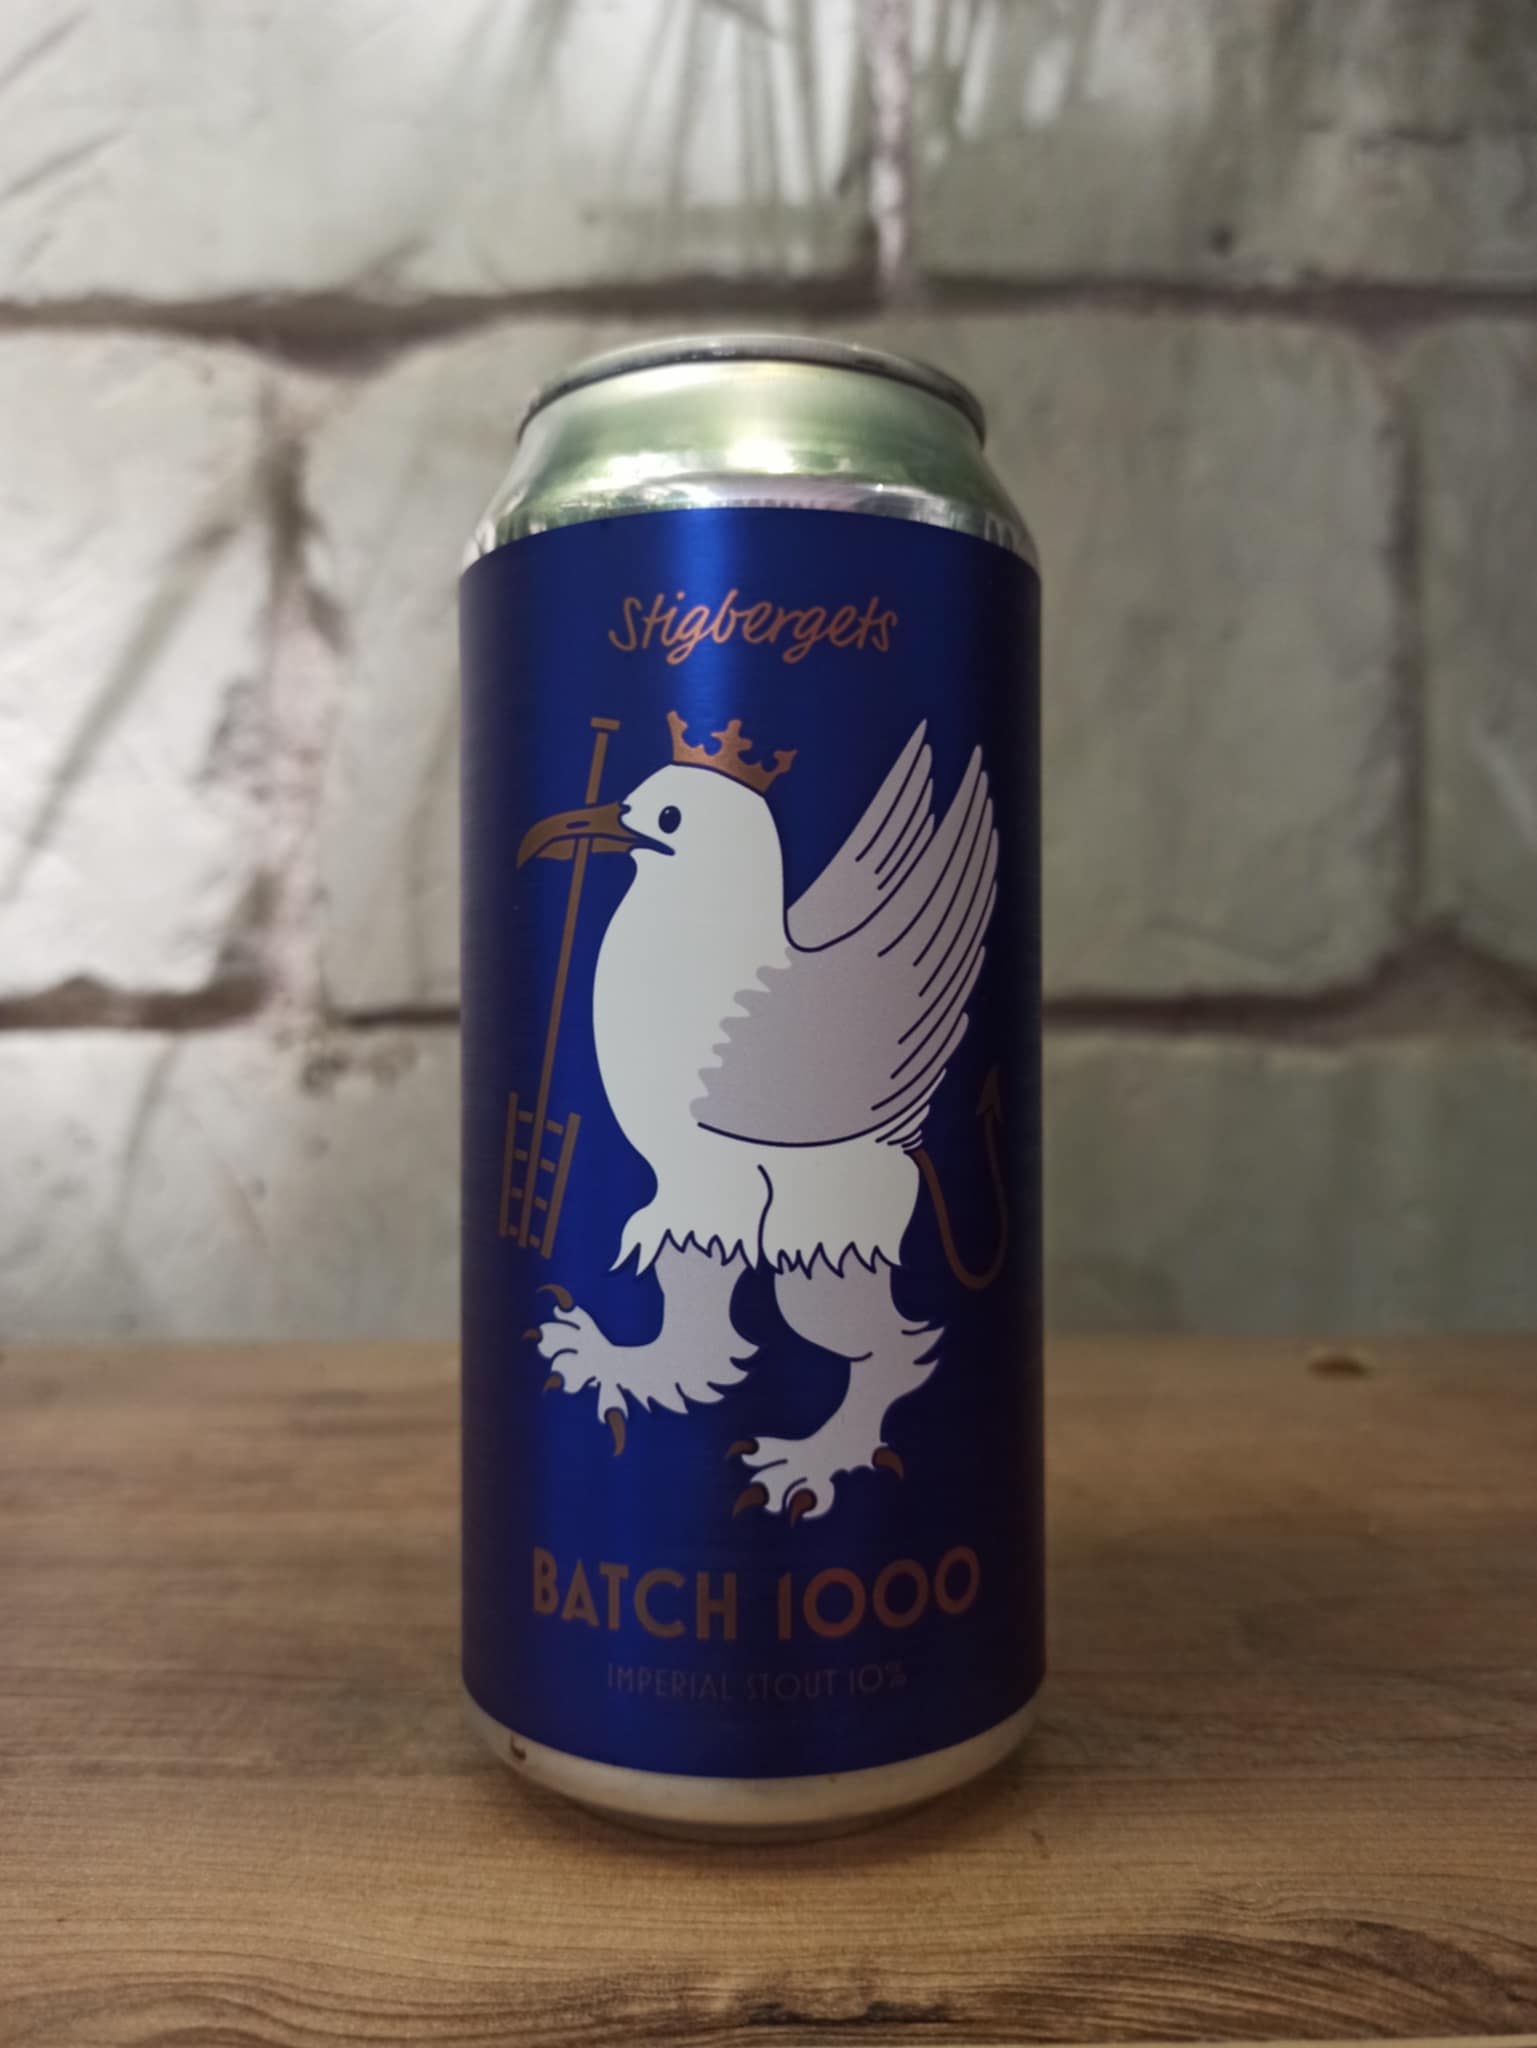 Stigbergets
BATCH 1000
IMPERIAL STOUT 10%